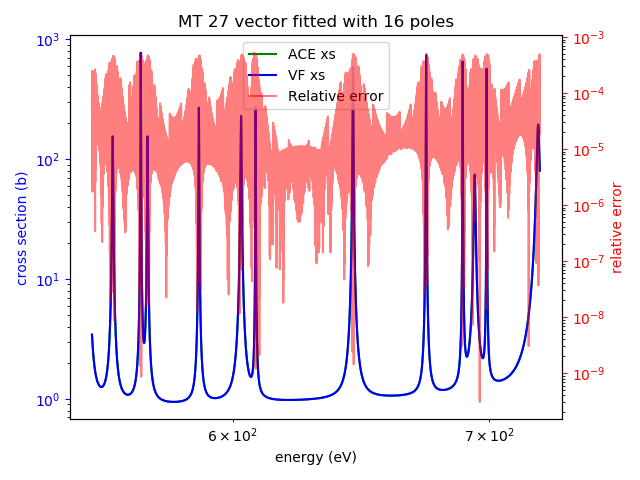 MT 27 vector fitted with 16 poles
10³
10²
10¹
10⁰
cross section (b)
ACE xs
VF xs
Relative error
10⁻³
10⁻⁴
10⁻⁵
10⁻⁶
10⁻⁷
10⁻⁸
10⁻⁹
relative error
6 × 10²
7 × 10²
energy (eV)